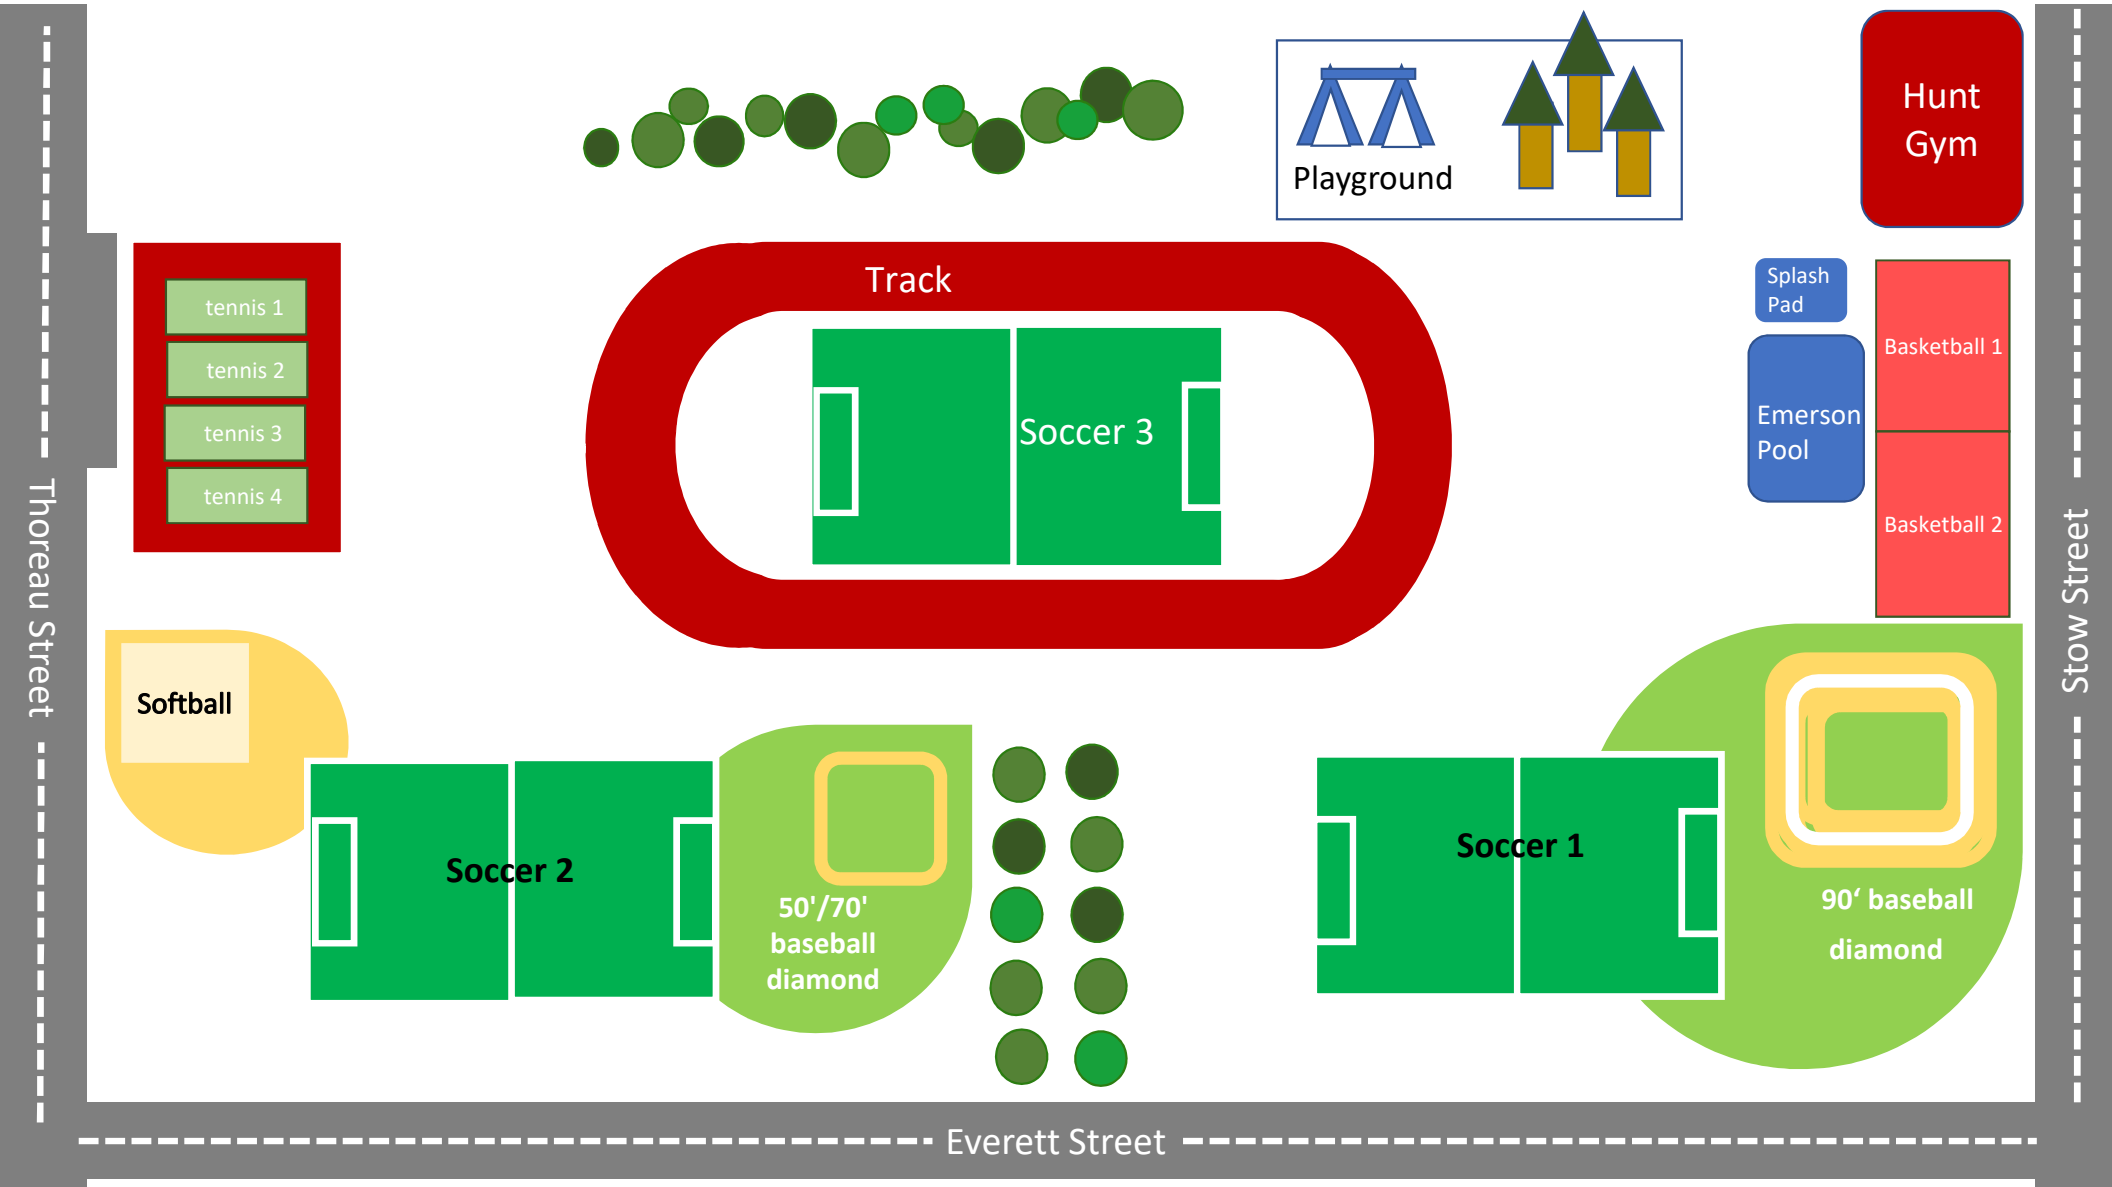 Hunt
Gym
Playground
Track
Splash
Pad
tennis 1
tennis 2
tennis 3
tennis 4
Basketball 1
Soccer 3
Emerson
Pool
Basketball 2
Thoreau Street
Stow Street
Softball
Soccer 2
Soccer 1
50'/70'
baseball
diamond
90‘ baseball
diamond
Everett Street